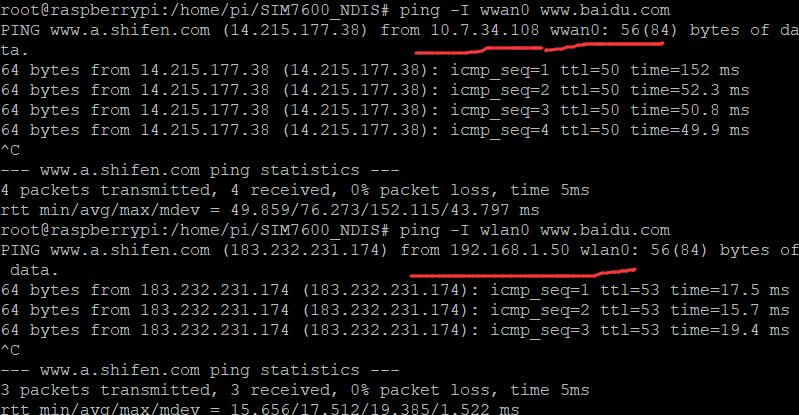 root@raspberrypi:/home/pi/SIM7600_NDIS# ping -I wwan0 www.baidu.com
PING www.a.shifen.com (14.215.177.38) from 10.7.34.108 wwan0: 56(84) bytes of da
ta.
64 bytes from 14.215.177.38 (14.215.177.38): icmp_seq=1 ttl=50 time=152 ms
64 bytes from 14.215.177.38 (14.215.177.38): icmp_seq=2 ttl=50 time=52.3 ms
64 bytes from 14.215.177.38 (14.215.177.38): icmp_seq=3 ttl=50 time=50.8 ms
64 bytes from 14.215.177.38 (14.215.177.38): icmp_seq=4 ttl=50 time=49.9 ms
^C
--- www.a.shifen.com ping statistics ---
4 packets transmitted, 4 received, 0% packet loss, time 5ms
rtt min/avg/max/mdev = 49.859/76.273/152.115/43.797 ms
root@raspberrypi:/home/pi/SIM7600_NDIS# ping -I wlan0 www.baidu.com
PING www.a.shifen.com (183.232.231.174) from 192.168.1.50 wlan0: 56(84) bytes of
 data.
64 bytes from 183.232.231.174 (183.232.231.174): icmp_seq=1 ttl=53 time=17.5 ms
64 bytes from 183.232.231.174 (183.232.231.174): icmp_seq=2 ttl=53 time=15.7 ms
64 bytes from 183.232.231.174 (183.232.231.174): icmp_seq=3 ttl=53 time=19.4 ms
^C
--- www.a.shifen.com ping statistics ---
3 packets transmitted, 3 received, 0% packet loss, time 5ms
rtt min/avg/max/mdev = 15.656/17.512/19.385/1.522 ms